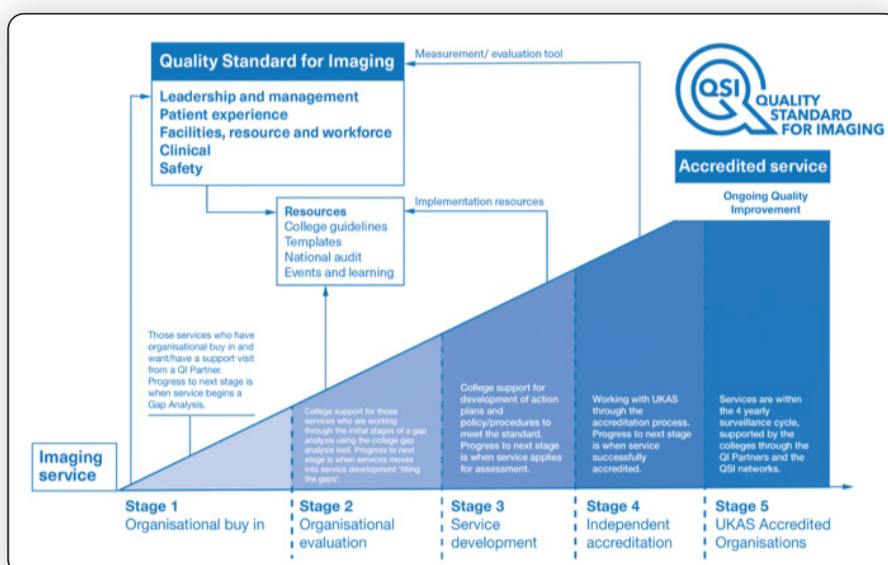 Quality Standard for Imaging
Leadership and management
Patient experience
Facilities, resource and workforce
Clinical
Safety
Measurement/ evaluation tool
QSI
QUALITY
STANDARD
FOR IMAGING
Accredited service
Ongoing Quality
Improvement
Resources
College guidelines
Templates
National audit
Events and learning
Implementation resources
Those services who have
organisational buy in and
want/have a support visit
from a QI Partner.
Progress to next stage is
when service begins a
Gap Analysis.
College support for those
services who are working
through the initial stages of a gap
analysis using the college gap
analysis tool. Progress to next
stage is when services moves
into service development 'filling
the gaps'.
College support for
development of action
plans and
policy/procedures to
meet the standard.
Progress to next stage
is when service applies
for assessment.
Working with UKAS
through the
accreditation process.
Progress to next stage
is when service
successfully
accredited.
Services are within
the 4 yearly
surveillance cycle,
supported by the
colleges through the
QI Partners and the
QSI networks.
Imaging
service
Stage 1
Organisational buy in
Stage 2
Organisational
evaluation
Stage 3
Service
development
Stage 4
Independent
accreditation
Stage 5
UKAS Accredited
Organisations